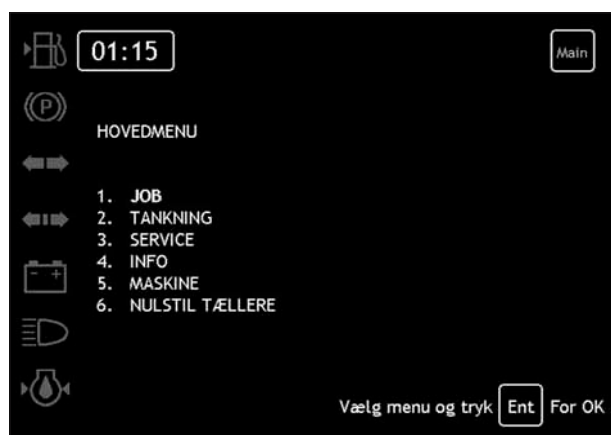 01:15
Main
(P)
HOVEDMENU
1. JOB
2. TANKNING
3. SERVICE
4. INFO
5. MASKINE
6. NULSTIL TÆLLERE
- +
Vælg menu og tryk Ent For OK